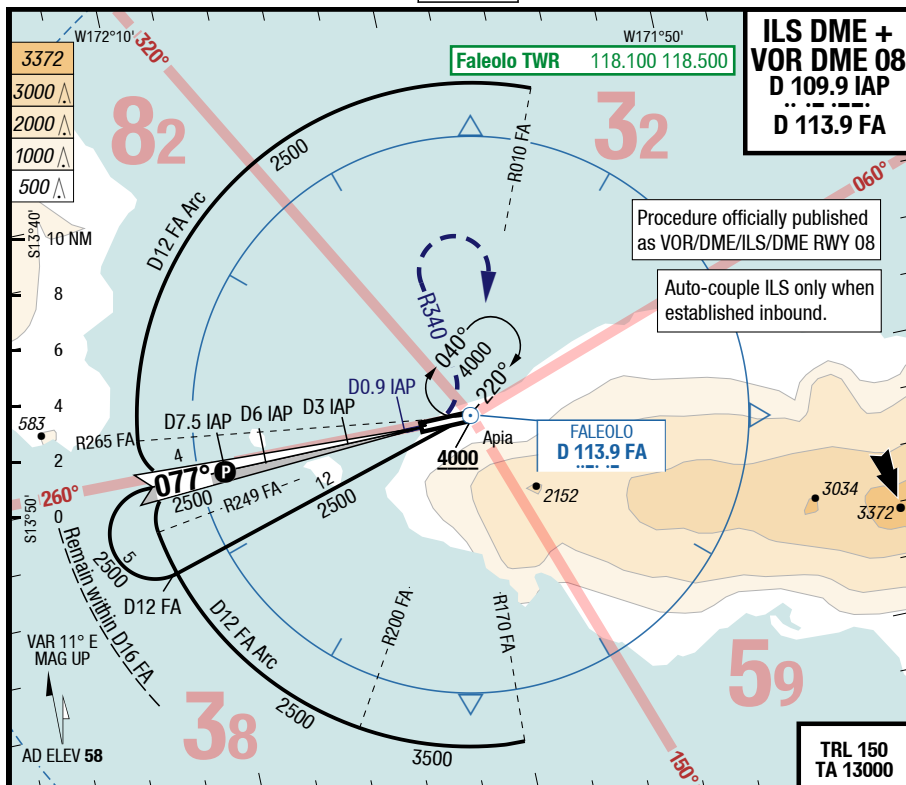 W172°10'
W171°50'
ILS DME +
VOR DME 08
D 109.9 IAP
D 113.9 FA
Faleolo TWR 118.100 118.500
3372
3000
2000
1000
500
320°
82
32
2500
R010 FA
060°
D12 FA Arc
S13°40'
10 NM
Procedure officially published
as VOR/DME/ILS/DME RWY 08
Auto-couple ILS only when
established inbound.
8
6
4
2
0
R340
040°
4000
220°
D0.9 IAP
D3 IAP
D6 IAP
D7.5 IAP
583
R265 FA
Apia
4000
FALEOLO
D 113.9 FA
4
077°
P
2500
260°
R249 FA
12
2500
2152
3034
3372
S13°50'
5
2500
D12 FA
Remain within D16 FA
D12 FA Arc
R200 FA
R170 FA
VAR 11° E
MAG UP
38
59
2500
3500
150°
AD ELEV 58
TRL 150
TA 13000